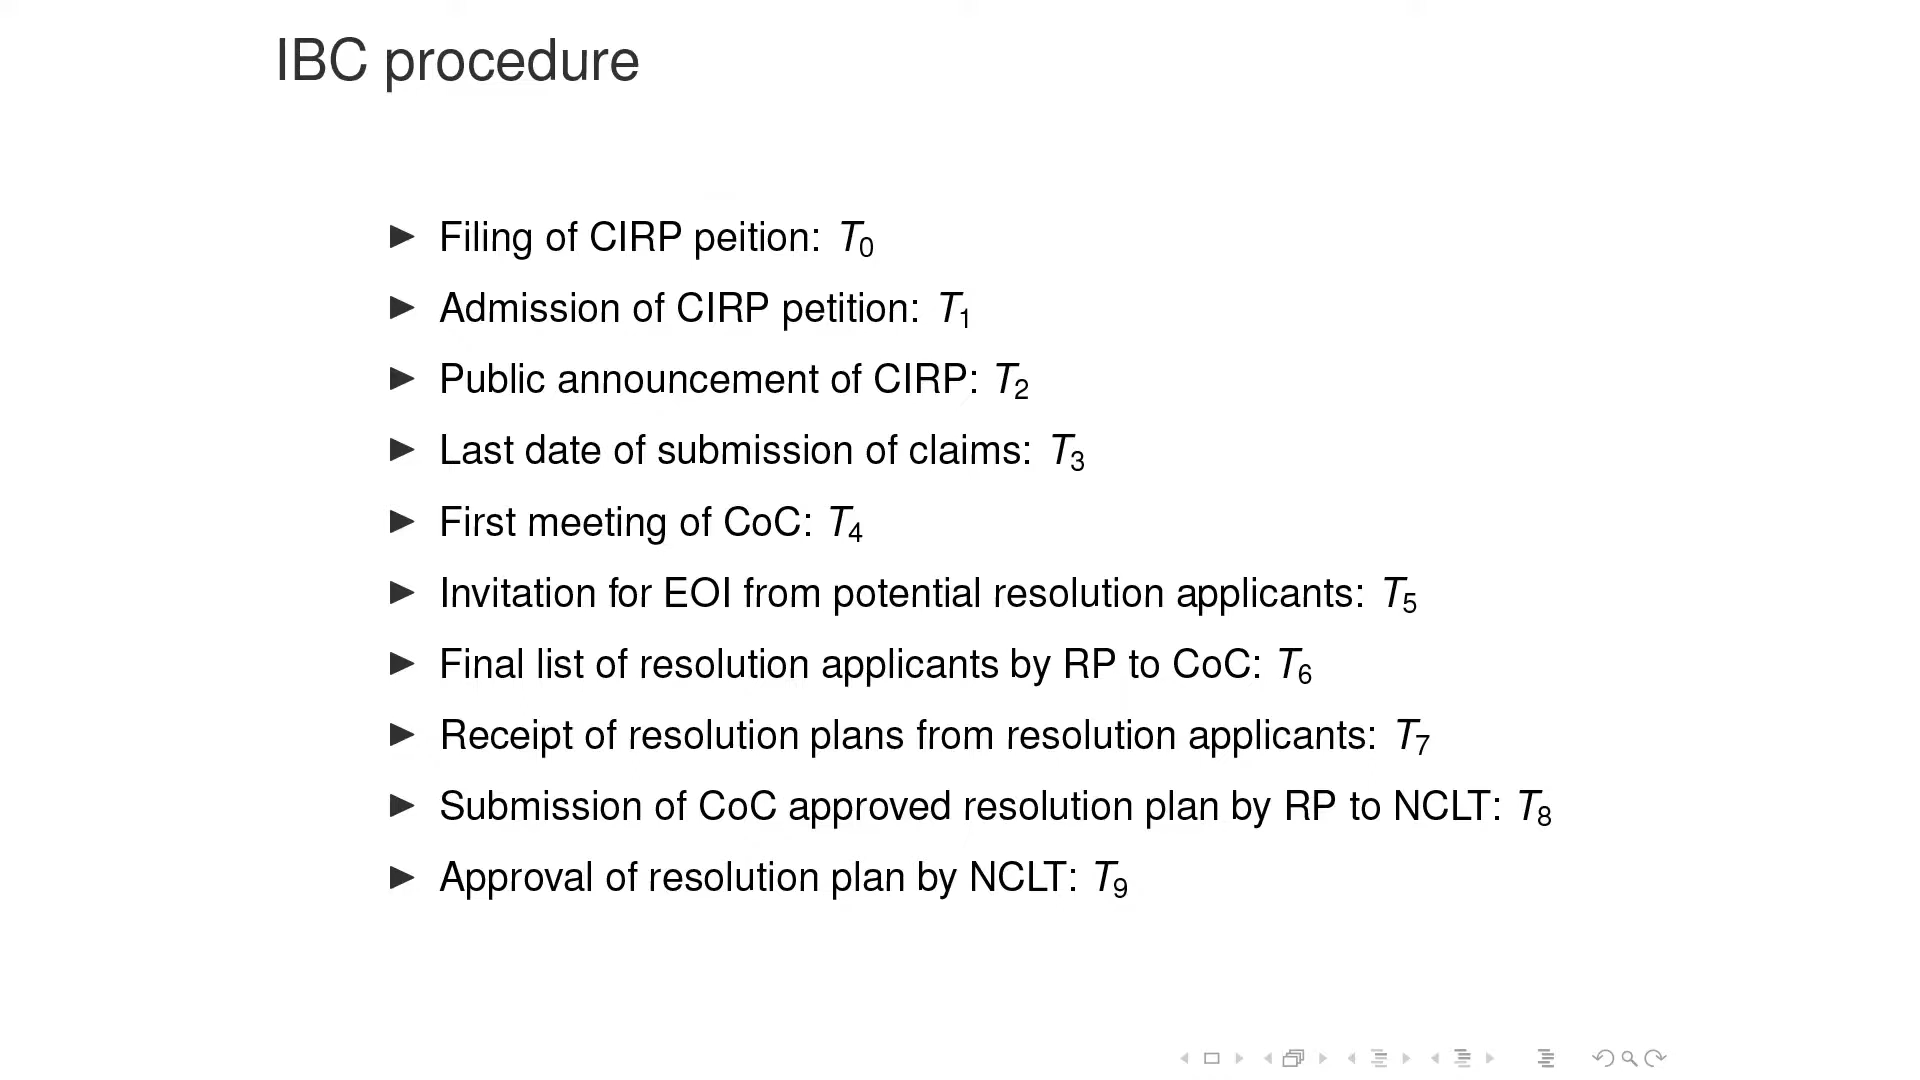 IBC procedure
Filing of CIRP peition: T0
Admission of CIRP petition: T1
Public announcement of CIRP: T2
Last date of submission of claims: T3
First meeting of CoC: T4
Invitation for EOI from potential resolution applicants: T5
Final list of resolution applicants by RP to CoC: T6
Receipt of resolution plans from resolution applicants: T7
Submission of CoC approved resolution plan by RP to NCLT: T8
Approval of resolution plan by NCLT: T9